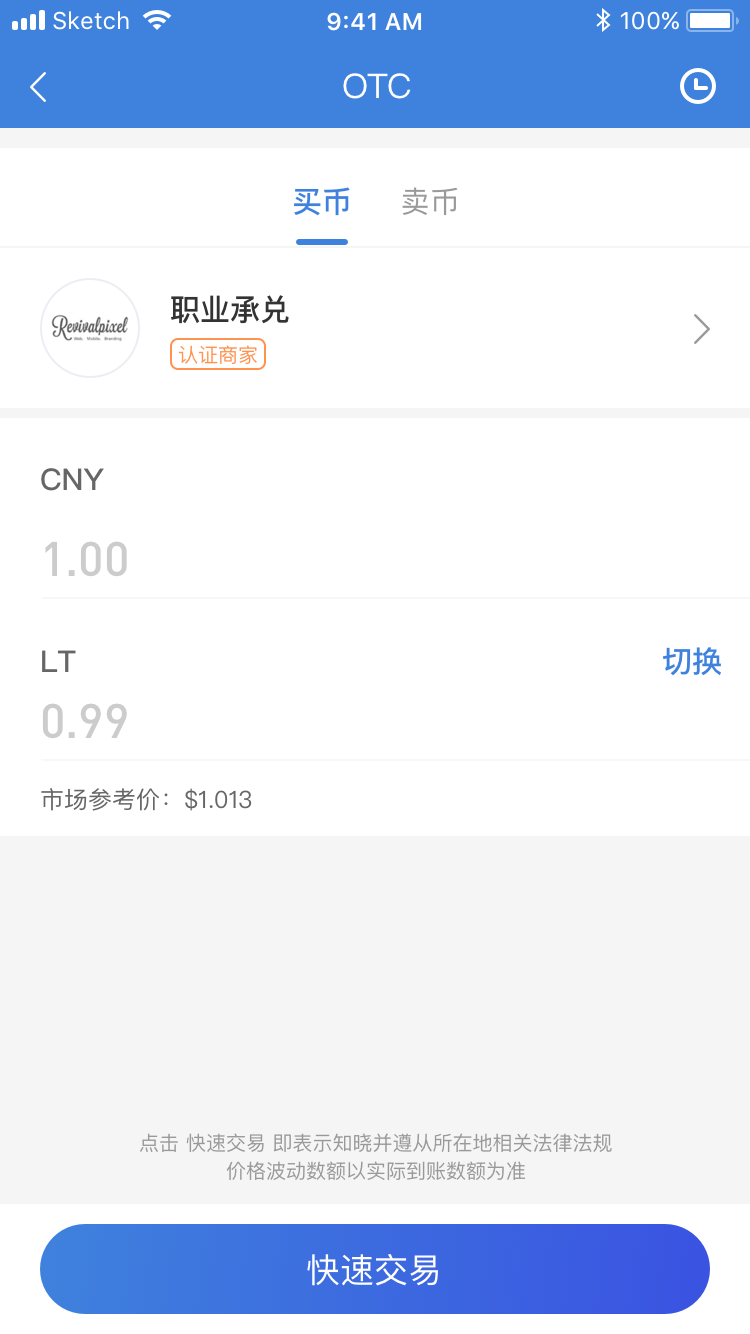 Sketch 9:41 AM 100%
OTC
买币 卖币
Revivalpixel
Web. Mobile. Branding
职业承兑
认证商家
CNY
1.00
LT 切换
0.99
市场参考价：$1.013
点击 快速交易 即表示知晓并遵从所在地相关法律法规
价格波动数额以实际到账数额为准
快速交易